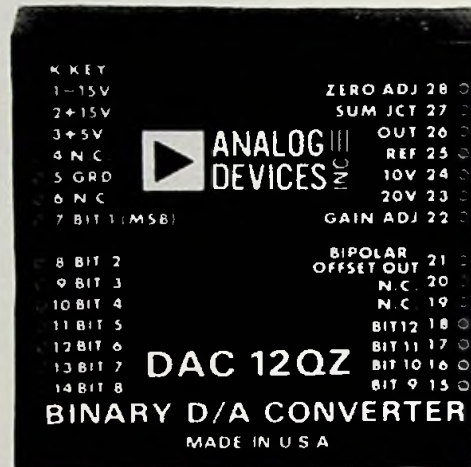 K KEY
1 -15V
2 +15V
3 +5V
4 N.C.
5 GRD
6 N C
7 BIT 1 (MSB)
8 BIT 2
9 BIT 3
10 BIT 4
11 BIT 5
12 BIT 6
13 BIT 7
14 BIT 8
ANALOG
DEVICES
INC
ZERO ADJ 28
SUM JCT 27
OUT 26
REF 25
10V 24
20V 23
GAIN ADJ 22
BIPOLAR
OFFSET OUT 21
N.C. 20
N.C. 19
BIT12 18
BIT 11 17
BIT 10 16
BIT 9 15
DAC 12QZ
BINARY D/A CONVERTER
MADE IN U S A